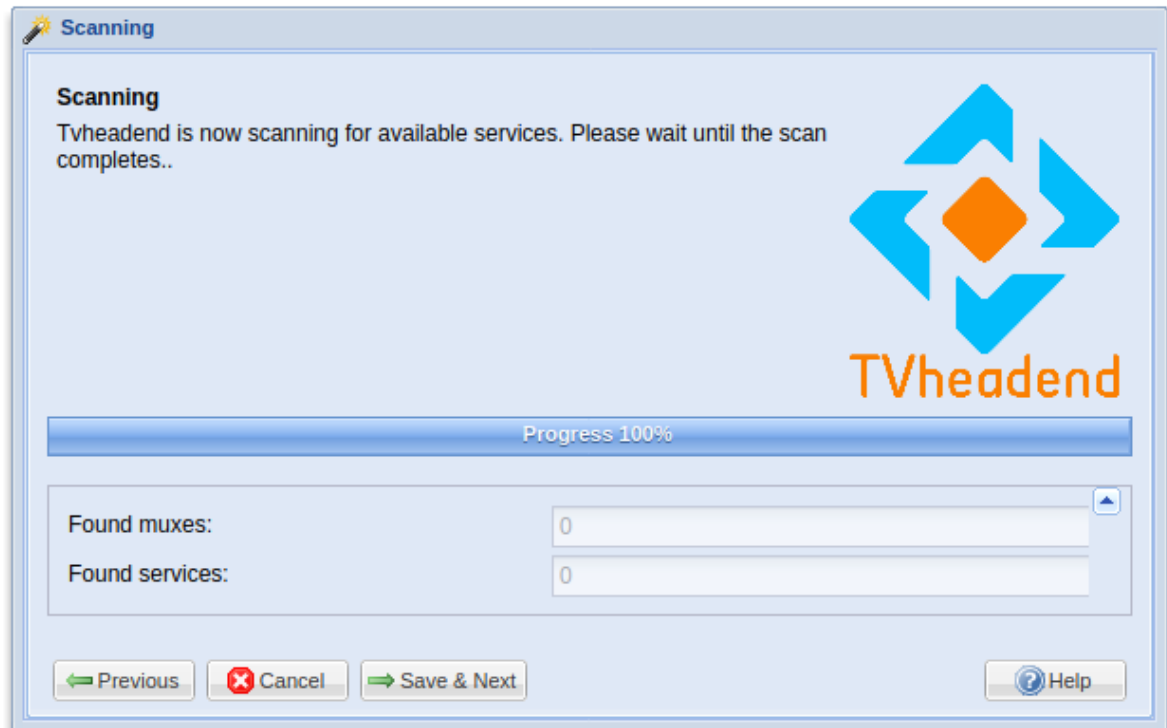 Scanning
Scanning
Tvheadend is now scanning for available services. Please wait until the scan
completes..
TVheadend
Progress 100%
Found muxes: 0
Found services: 0
Previous Cancel Save & Next Help